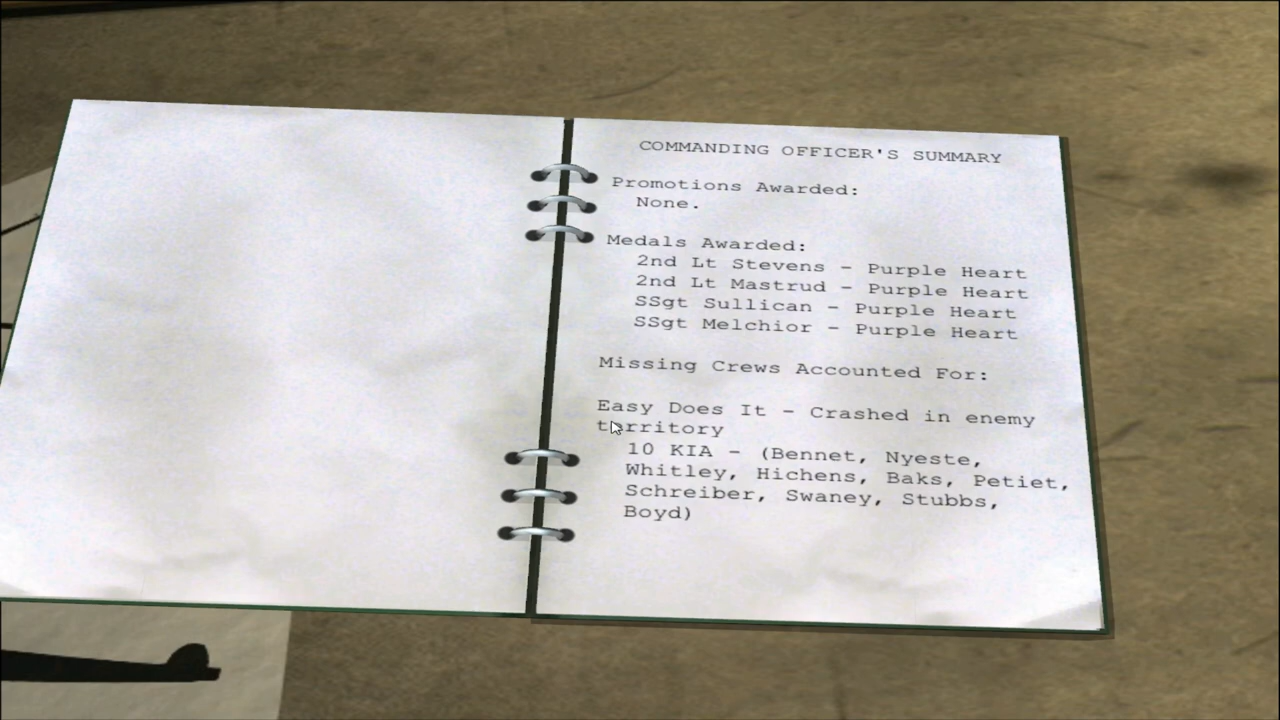 COMMANDING OFFICER'S SUMMARY
Promotions Awarded:
None.
Medals Awarded:
2nd Lt Stevens - Purple Heart
2nd Lt Mastrud - Purple Heart
SSgt Sullican - Purple Heart
SSgt Melchior - Purple Heart
Missing Crews Accounted For:
Easy Does It - Crashed in enemy
territory
10 KIA - (Bennet, Nyeste,
Whitley, Hichens, Baks, Petiet,
Schreiber, Swaney, Stubbs,
Boyd)